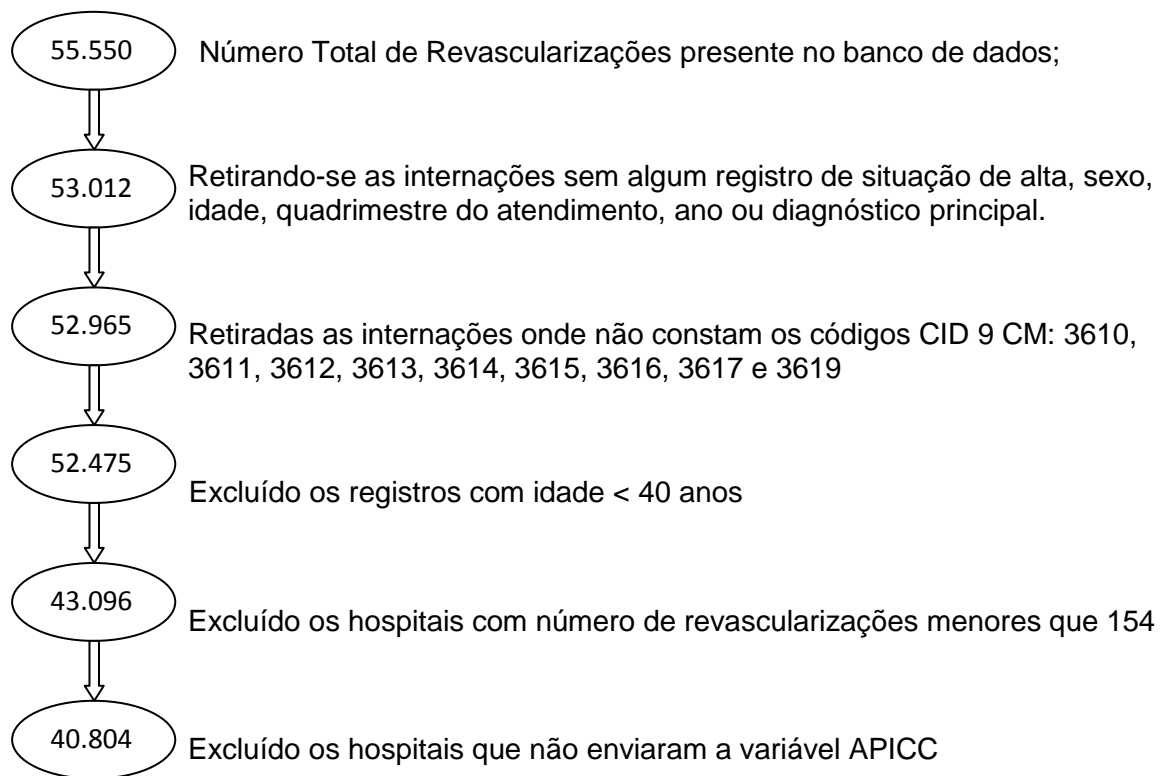 55.550
Número Total de Revascularizações presente no banco de dados;
53.012
Retirando-se as internações sem algum registro de situação de alta, sexo,
idade, quadrimestre do atendimento, ano ou diagnóstico principal.
52.965
Retiradas as internações onde não constam os códigos CID 9 CM: 3610,
3611, 3612, 3613, 3614, 3615, 3616, 3617 e 3619
52.475
Excluído os registros com idade < 40 anos
43.096
Excluído os hospitais com número de revascularizações menores que 154
40.804
Excluído os hospitais que não enviaram a variável APICC